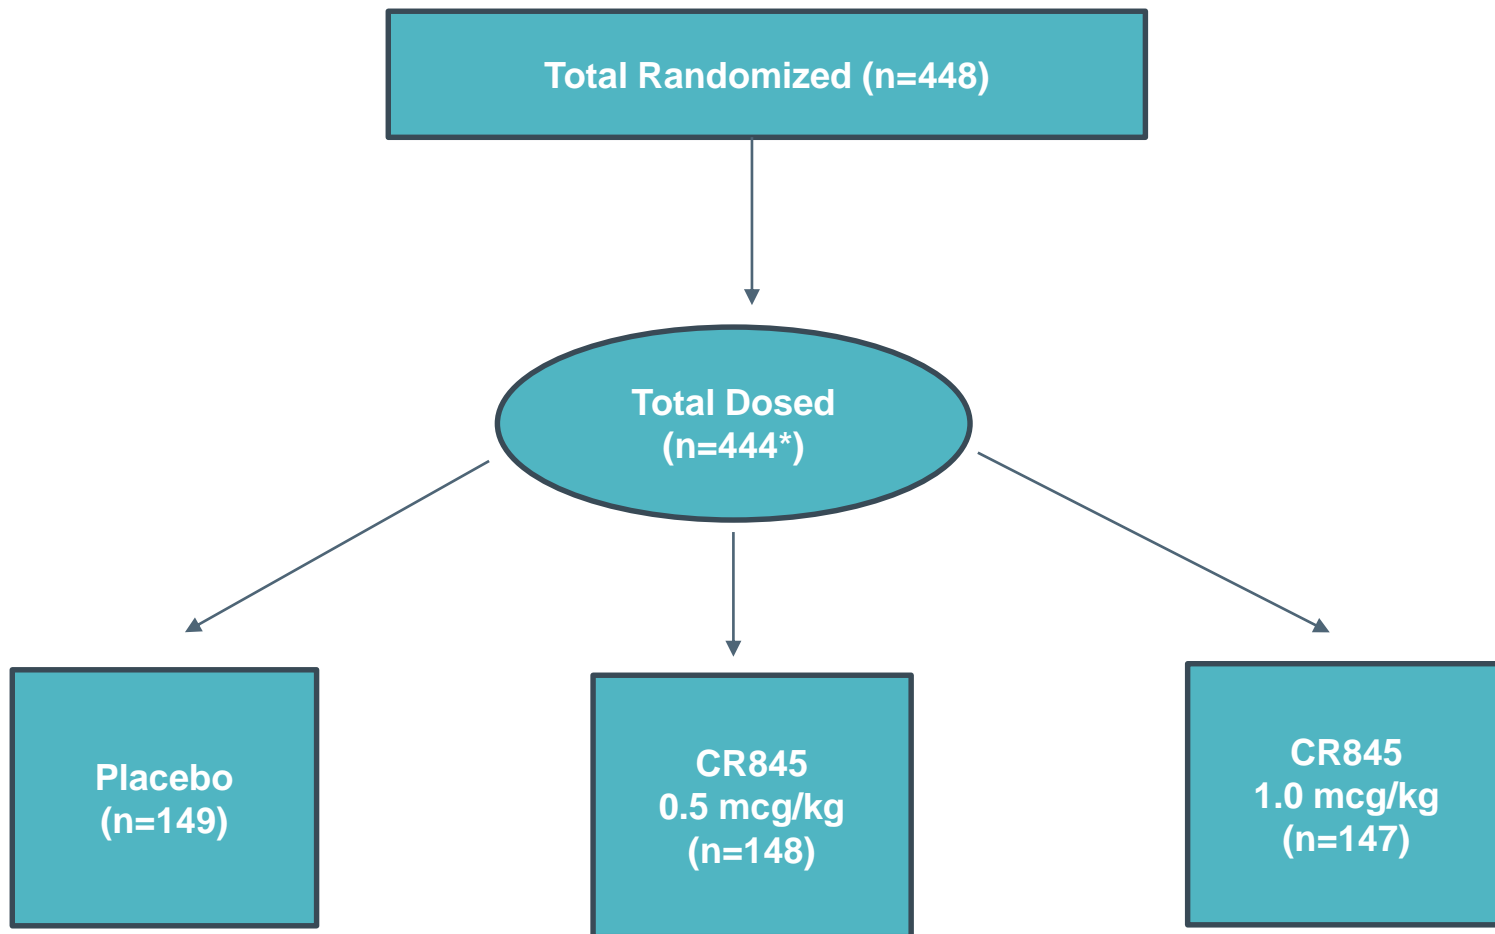 Total Randomized (n=448)
Total Dosed
(n=444*)
Placebo
(n=149)
CR845
0.5 mcg/kg
(n=148)
CR845
1.0 mcg/kg
(n=147)